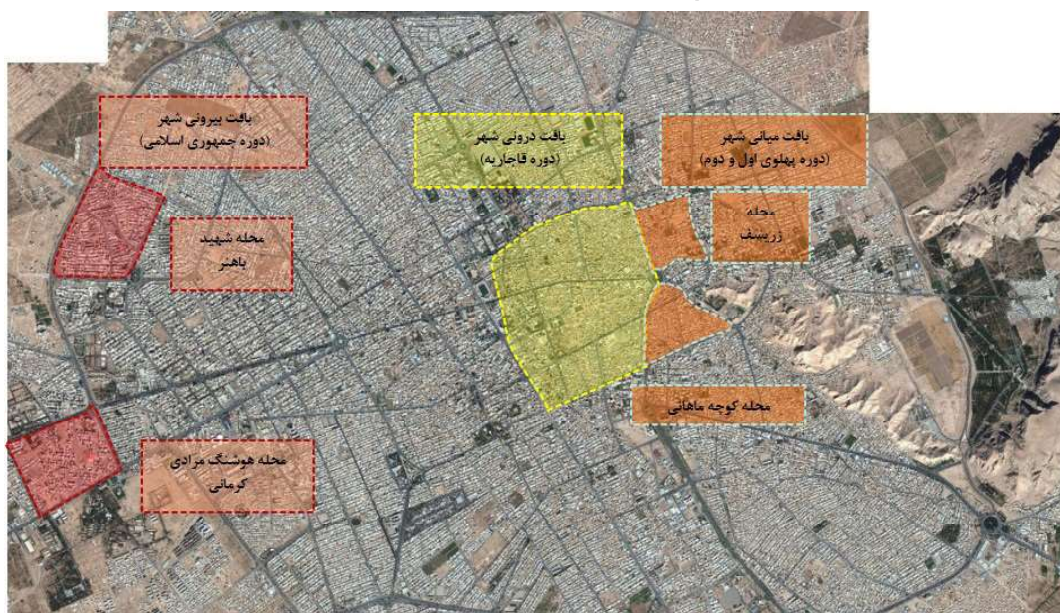 بافت میانی شهر
(دوره پهلوی اول و دوم)
بافت درونی شهر
(دوره قاجاریه)
بافت بیرونی شهر
(دوره جمهوری اسلامی)
محله
زریسف
محله شهید
باهنر
محله کوچه ماهانی
محله هوشنگ مرادی
کرمانی